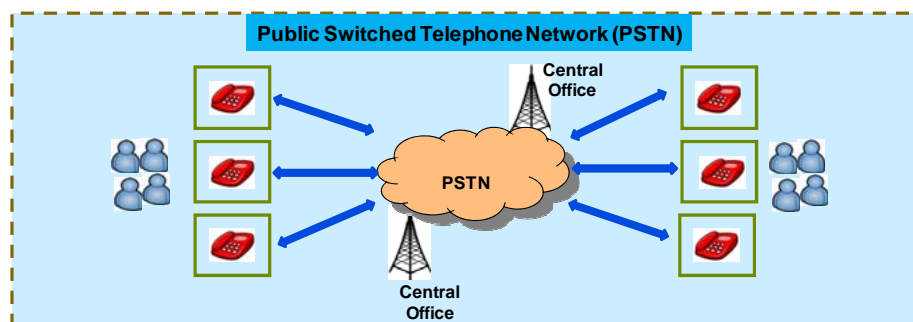 Public Switched Telephone Network (PSTN)
Central
Office
PSTN
Central
Office